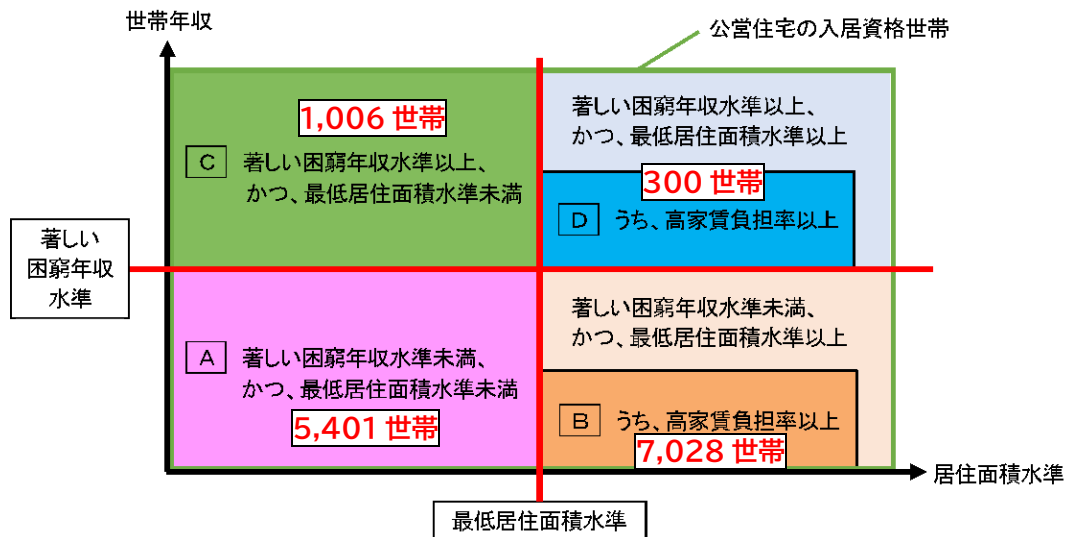 世帯年収
公営住宅の入居資格世帯
1,006 世帯
C 著しい困窮年収水準以上、
かつ、最低居住面積水準未満
著しい困窮年収水準以上、
かつ、最低居住面積水準以上
300 世帯
D うち、高家賃負担率以上
著しい
困窮年収
水準
A 著しい困窮年収水準未満、
かつ、最低居住面積水準未満
5,401 世帯
著しい困窮年収水準未満、
かつ、最低居住面積水準以上
B うち、高家賃負担率以上
7,028 世帯
居住面積水準
最低居住面積水準